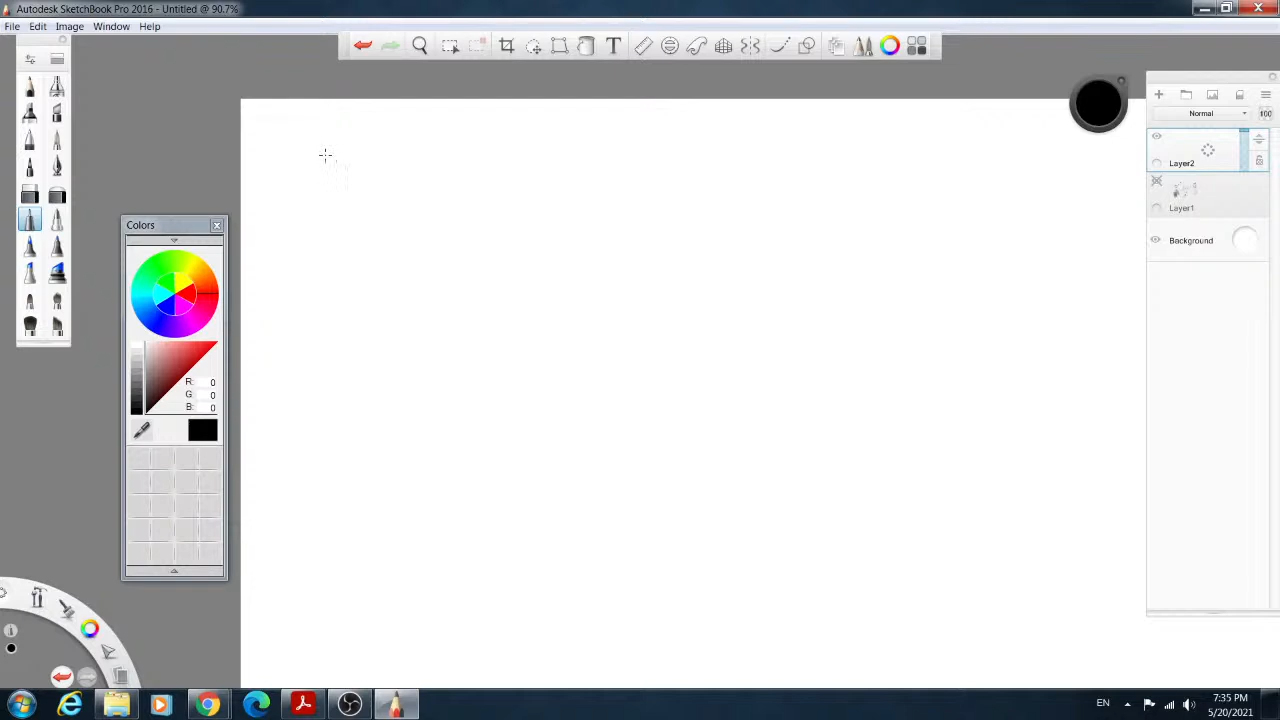 Autodesk SketchBook Pro 2016 - Untitled @ 90.7%
File Edit Image Window Help
Normal 100
Layer2
Layer1
Background
Colors
R: 0
G: 0
B: 0
EN
7:35 PM
5/20/2021